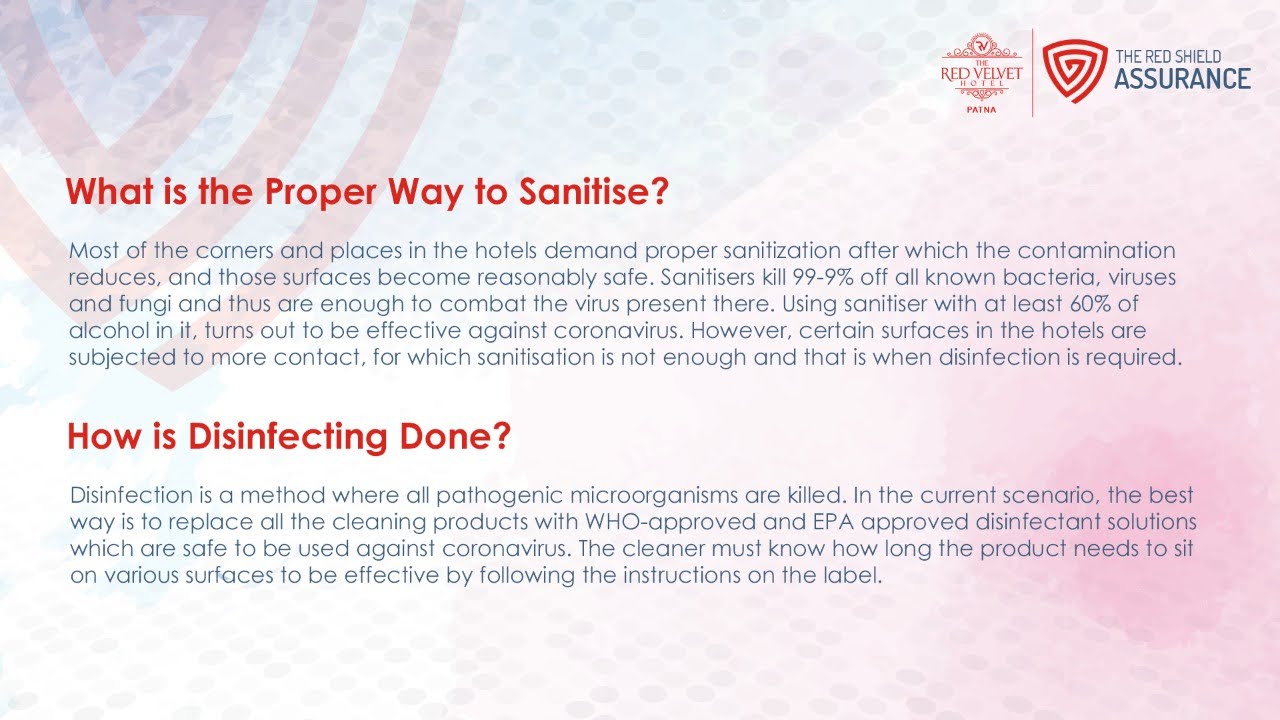 RV
THE
RED VELVET
HOTEL
PATNA
THE RED SHIELD
ASSURANCE
What is the Proper Way to Sanitise?
Most of the corners and places in the hotels demand proper sanitization after which the contamination
reduces, and those surfaces become reasonably safe. Sanitisers kill 99-9% off all known bacteria, viruses
and fungi and thus are enough to combat the virus present there. Using sanitiser with at least 60% of
alcohol in it, turns out to be effective against coronavirus. However, certain surfaces in the hotels are
subjected to more contact, for which sanitisation is not enough and that is when disinfection is required.
How is Disinfecting Done?
Disinfection is a method where all pathogenic microorganisms are killed. In the current scenario, the best
way is to replace all the cleaning products with WHO-approved and EPA approved disinfectant solutions
which are safe to be used against coronavirus. The cleaner must know how long the product needs to sit
on various surfaces to be effective by following the instructions on the label.